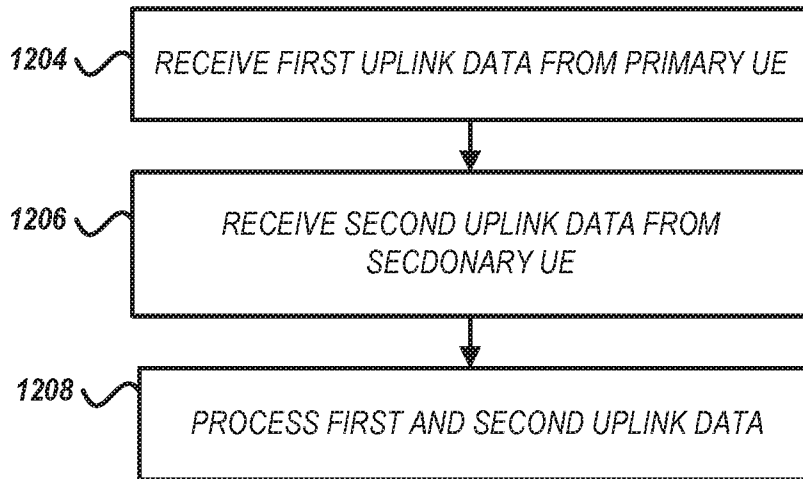 1204
RECEIVE FIRST UPLINK DATA FROM PRIMARY UE
1206
RECEIVE SECOND UPLINK DATA FROM
SECDONARY UE
1208
PROCESS FIRST AND SECOND UPLINK DATA